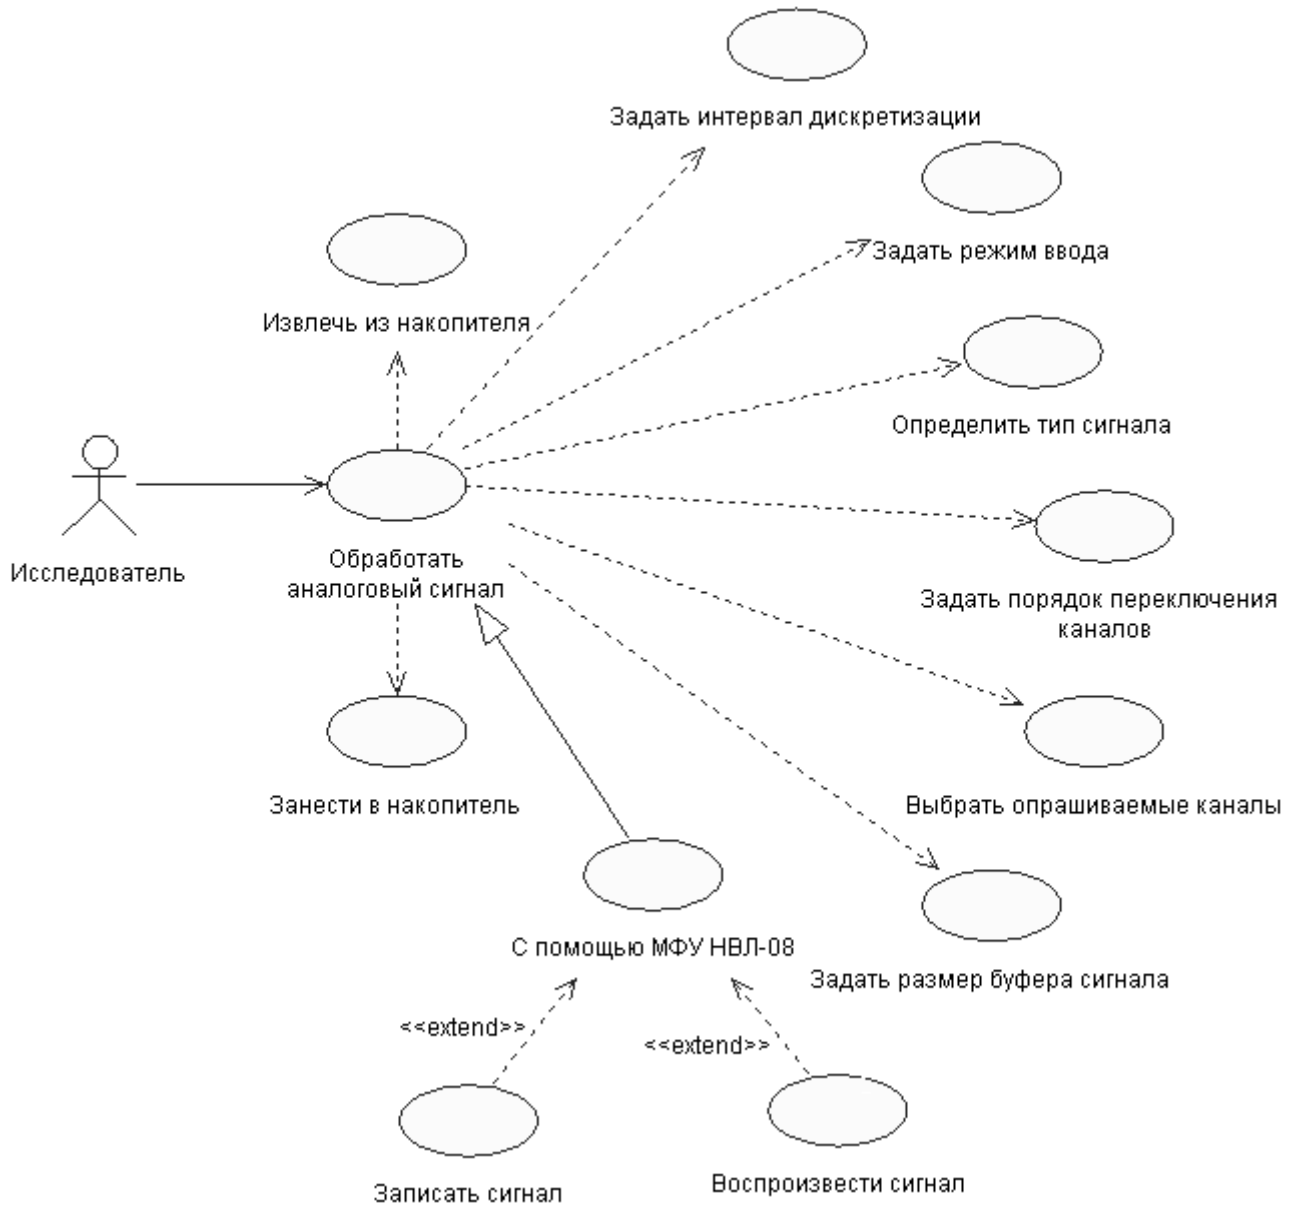 Задать интервал дискретизации
Задать режим ввода
Извлечь из накопителя
Определить тип сигнала
Исследователь
Обработать
аналоговый сигнал
Задать порядок переключения
каналов
Занести в накопитель
Выбрать опрашиваемые каналы
С помощью МФУ НВЛ-08
Задать размер буфера сигнала
<<extend>>
<<extend>>
Записать сигнал
Воспроизвести сигнал